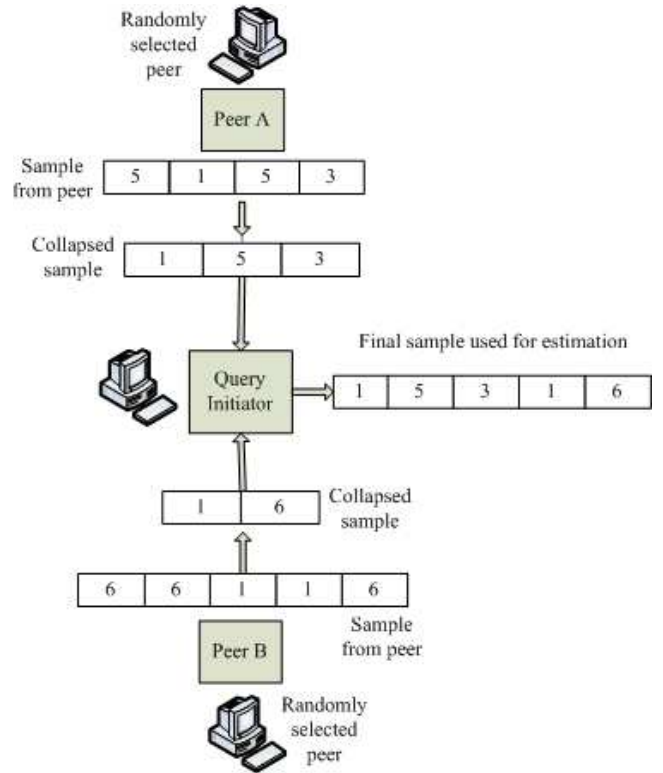 Randomly
selected
peer
Peer A
Sample
from peer
5 1 5 3
Collapsed
sample
1 5 3
Final sample used for estimation
Query
Initiator
1 5 3 1 6
1 6
Collapsed
sample
6 6 1 1 6
Sample
from peer
Peer B
Randomly
selected
peer